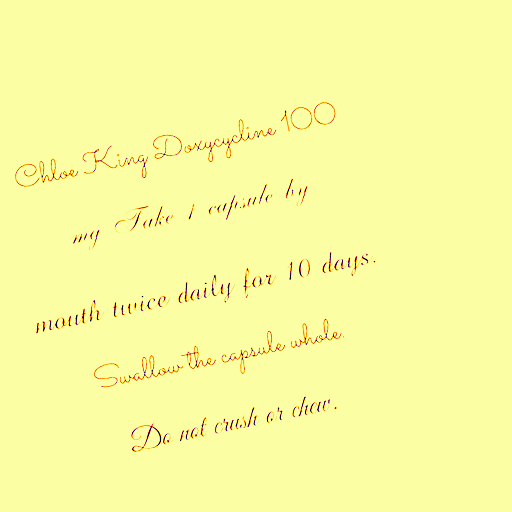 Chloe King Doxycycline 100
my Take 1 capsule by
mouth twice daily for 10 days.
Swallow the capsule whole.
Do not crush or chew.